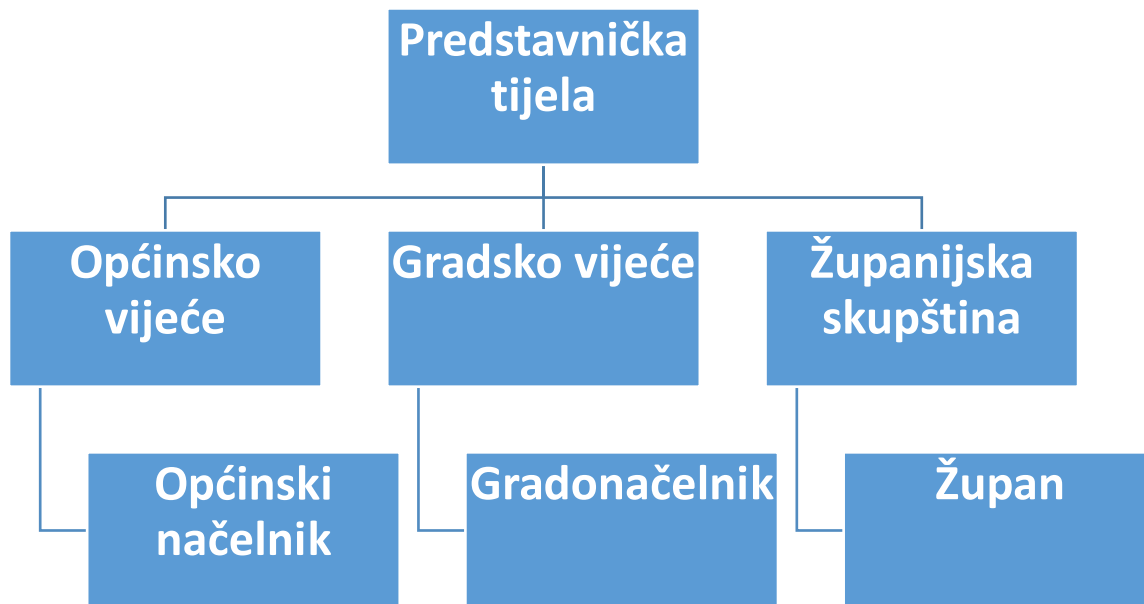 Predstavnička
tijela
Općinsko
vijeće
Gradsko vijeće
Županijska
skupština
Općinski
načelnik
Gradonačelnik
Župan